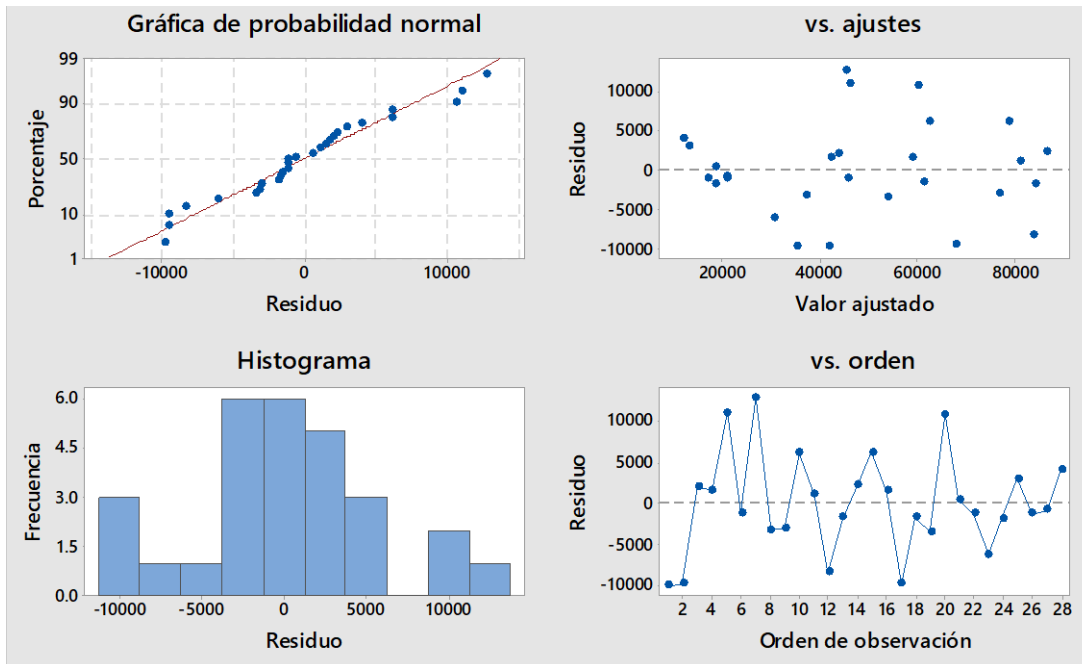 Gráfica de probabilidad normal
Porcentaje
99
90
50
10
1
-10000 0 10000
Residuo
vs. ajustes
Residuo
10000
5000
0
-5000
-10000
20000 40000 60000 80000
Valor ajustado
Histograma
Frecuencia
6.0
4.5
3.0
1.5
0.0
-10000 -5000 0 5000 10000
Residuo
vs. orden
Residuo
10000
5000
0
-5000
-10000
2 4 6 8 10 12 14 16 18 20 22 24 26 28
Orden de observación